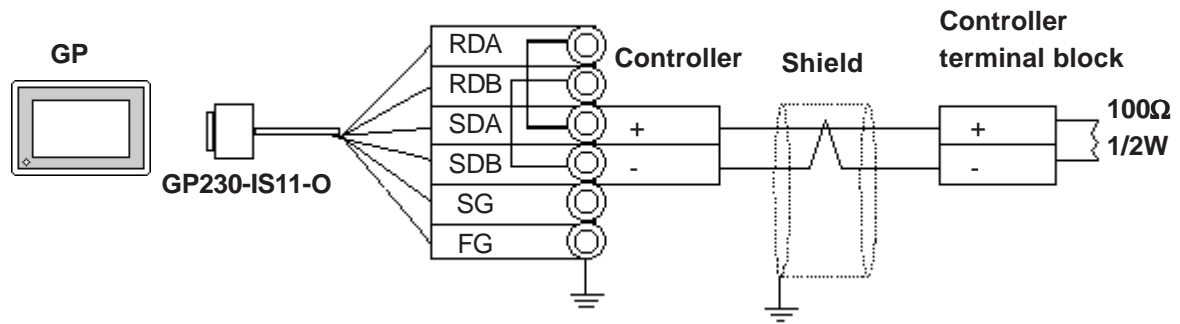 GP
GP230-IS11-O
RDA
RDB
SDA
SDB
SG
FG
Controller
+
-
Shield
Controller
terminal block
+
-
100Ω
1/2W